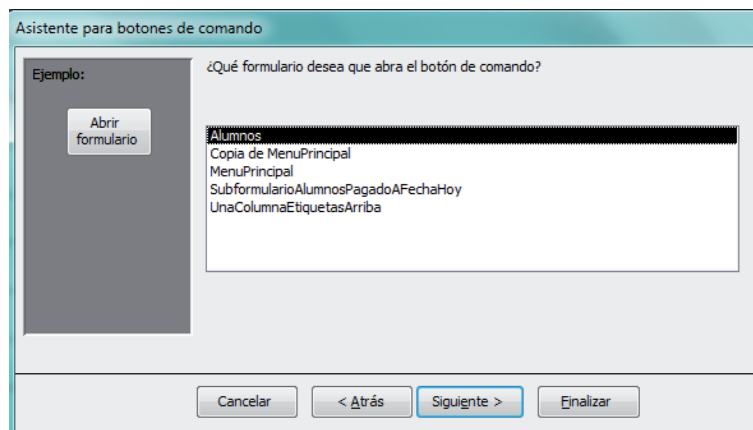 Asistente para botones de comando
Ejemplo:
Abrir
formulario
¿Qué formulario desea que abra el botón de comando?
Alumnos
Copia de MenuPrincipal
MenuPrincipal
SubformularioAlumnosPagadoAFechaHoy
UnaColumnaEtiquetasArriba
Cancelar
< Atrás
Siguiente >
Finalizar